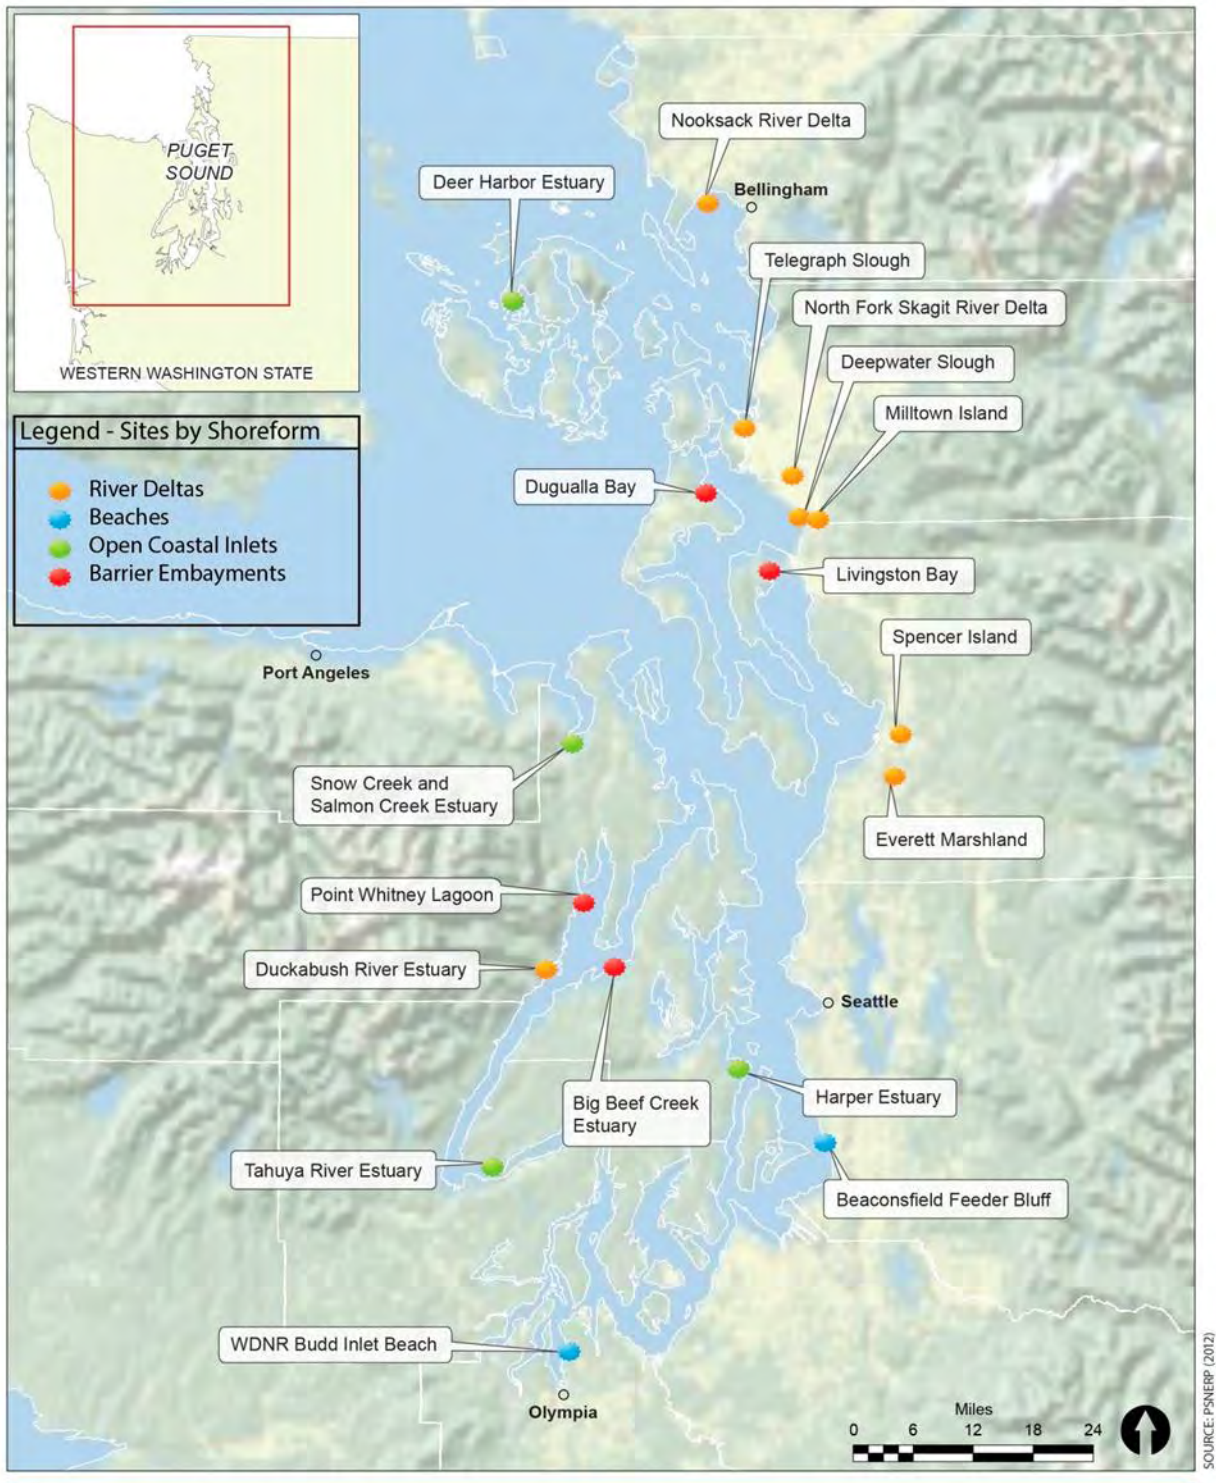 PUGET
SOUND
WESTERN WASHINGTON STATE
Legend - Sites by Shoreform
River Deltas
Beaches
Open Coastal Inlets
Barrier Embayments
Nooksack River Delta
Deer Harbor Estuary
Bellingham
Telegraph Slough
North Fork Skagit River Delta
Deepwater Slough
Milltown Island
Dugualla Bay
Livingston Bay
Spencer Island
Port Angeles
Snow Creek and
Salmon Creek Estuary
Everett Marshland
Point Whitney Lagoon
Duckabush River Estuary
Seattle
Big Beef Creek
Estuary
Harper Estuary
Tahuya River Estuary
Beaconsfield Feeder Bluff
WDNR Budd Inlet Beach
Olympia
Miles
0 6 12 18 24
SOURCE: PSNERP (2012)